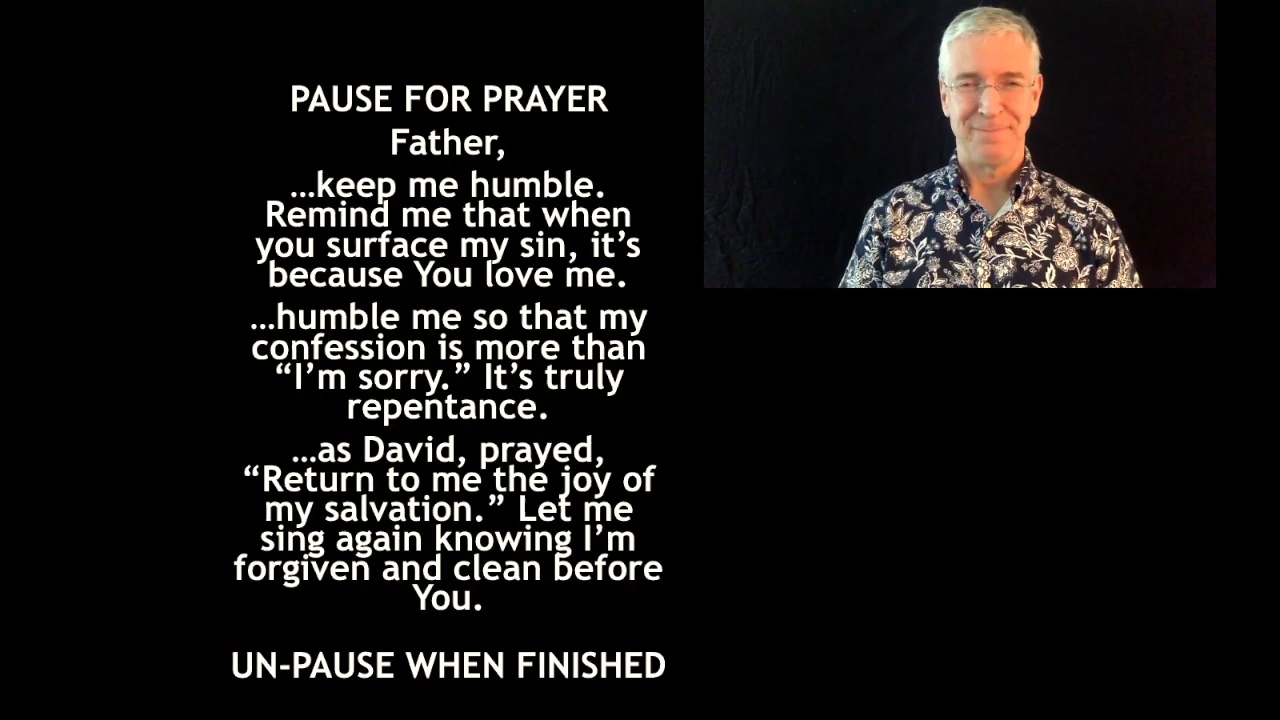 PAUSE FOR PRAYER
Father,
…keep me humble.
Remind me that when
you surface my sin, it’s
because You love me.
…humble me so that my
confession is more than
“I’m sorry.” It’s truly
repentance.
…as David, prayed,
“Return to me the joy of
my salvation.” Let me
sing again knowing I’m
forgiven and clean before
You.
UN-PAUSE WHEN FINISHED